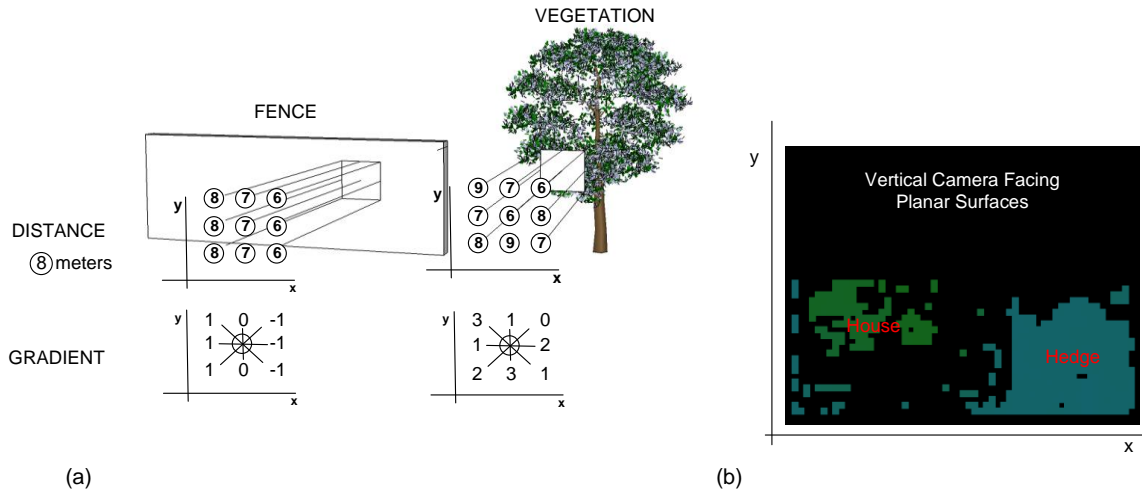 VEGETATION
FENCE
y
8 7 6
8 7 6
8 7 6
x
y
9 7 6
7 6 8
8 9 7
x
DISTANCE
8 meters
GRADIENT
y
1 0 -1
1 -1
1 0 -1
x
y
3 1 0
1 2
2 3 1
x
(a)
y
Vertical Camera Facing
Planar Surfaces
House
Hedge
x
(b)